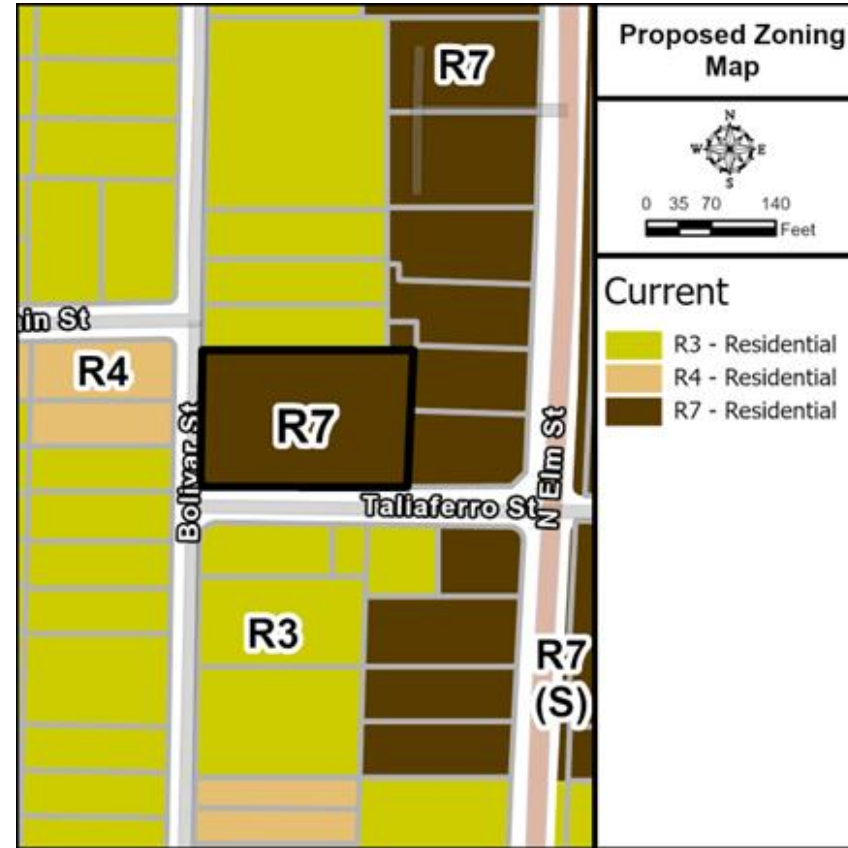 Proposed Zoning
Map
N
W
E
S
0 35 70 140
Feet
Current
R3 - Residential
R4 - Residential
R7 - Residential
R7
ain St
R4
R7
Bolivar St
Taliaferro St
N Elm St
R3
R7
(S)